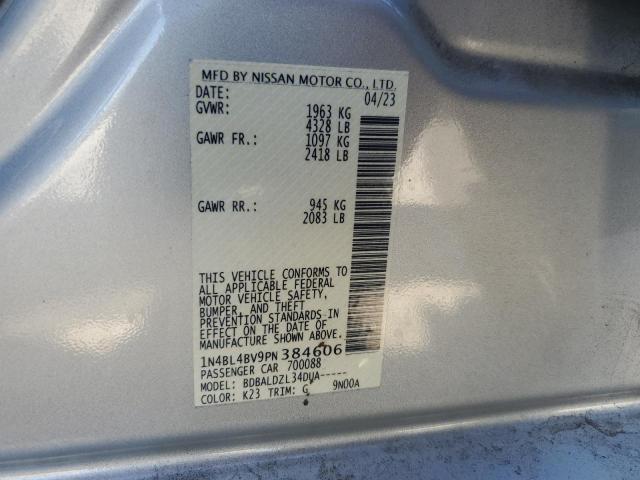 MFD BY NISSAN MOTOR CO., LTD.
DATE: 04/23
GVWR: 1963 KG
4328 LB
GAWR FR.: 1097 KG
2418 LB
GAWR RR.: 945 KG
2083 LB
THIS VEHICLE CONFORMS TO
ALL APPLICABLE FEDERAL
MOTOR VEHICLE SAFETY,
BUMPER, AND THEFT
PREVENTION STANDARDS IN
EFFECT ON THE DATE OF
MANUFACTURE SHOWN ABOVE.
1N4BL4BV9PN384606
PASSENGER CAR 700088
MODEL: BDBALDZL34DUA-----
COLOR: K23 TRIM: G 9N00A